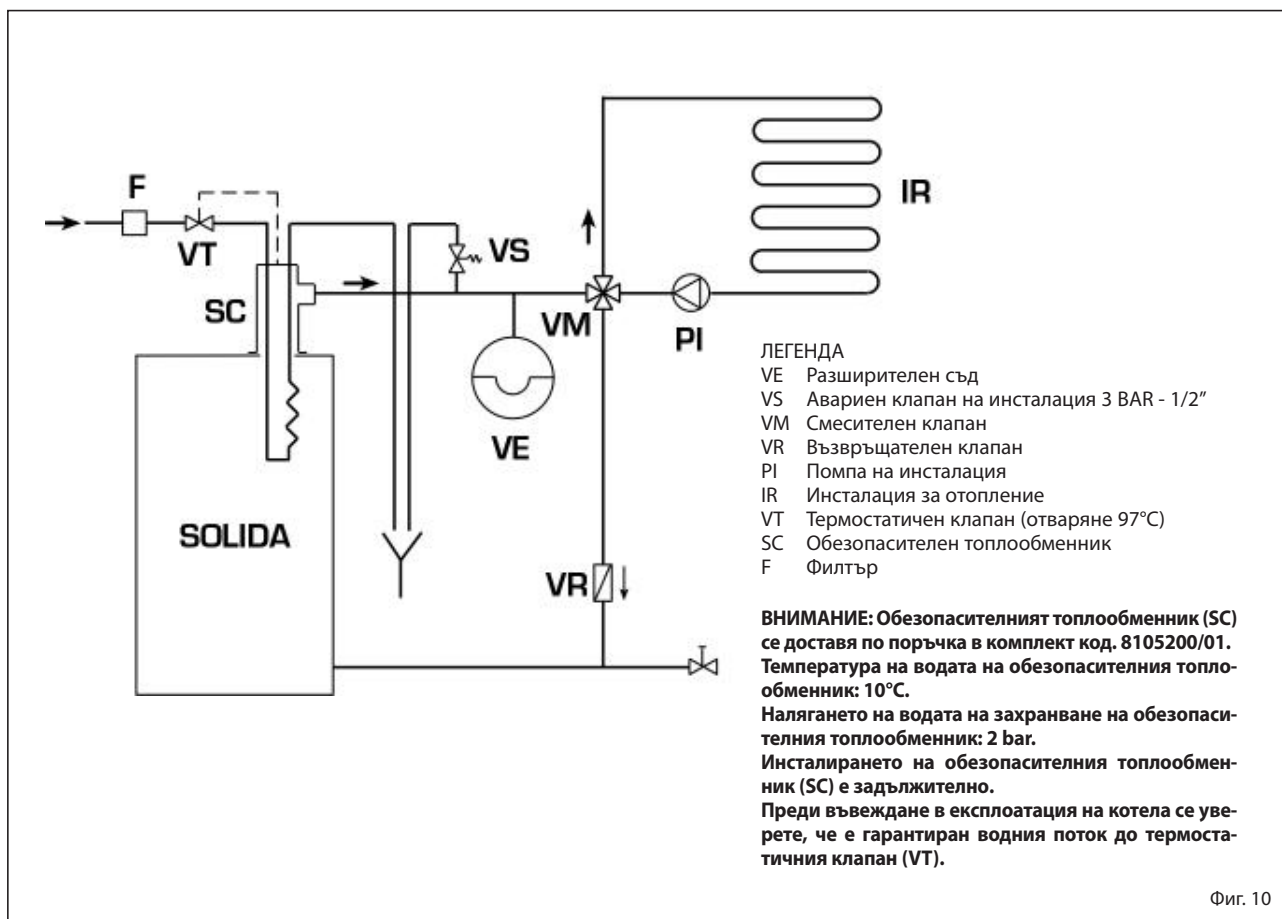 F
VT
SC
VS
VM
PI
IR
VE
SOLIDA
VR
ЛЕГЕНДА
VE Разширителен съд
VS Авариен клапан на инсталация 3 BAR - 1/2”
VM Смесителен клапан
VR Възвръщателен клапан
PI Помпа на инсталация
IR Инсталация за отопление
VT Термостатичен клапан (отваряне 97°C)
SC Обезопасителен топлообменник
F Филтър
ВНИМАНИЕ: Обезопасителният топлообменник (SC)
се доставя по поръчка в комплект код. 8105200/01.
Температура на водата на обезопасителния топло-
обменник: 10°C.
Налягането на водата на захранване на обезопаси-
телния топлообменник: 2 bar.
Инсталирането на обезопасителния топлообмен-
ник (SC) е задължително.
Преди въвеждане в експлоатация на котела се уве-
рете, че е гарантиран водния поток до термоста-
тичния клапан (VT).
Фиг. 10